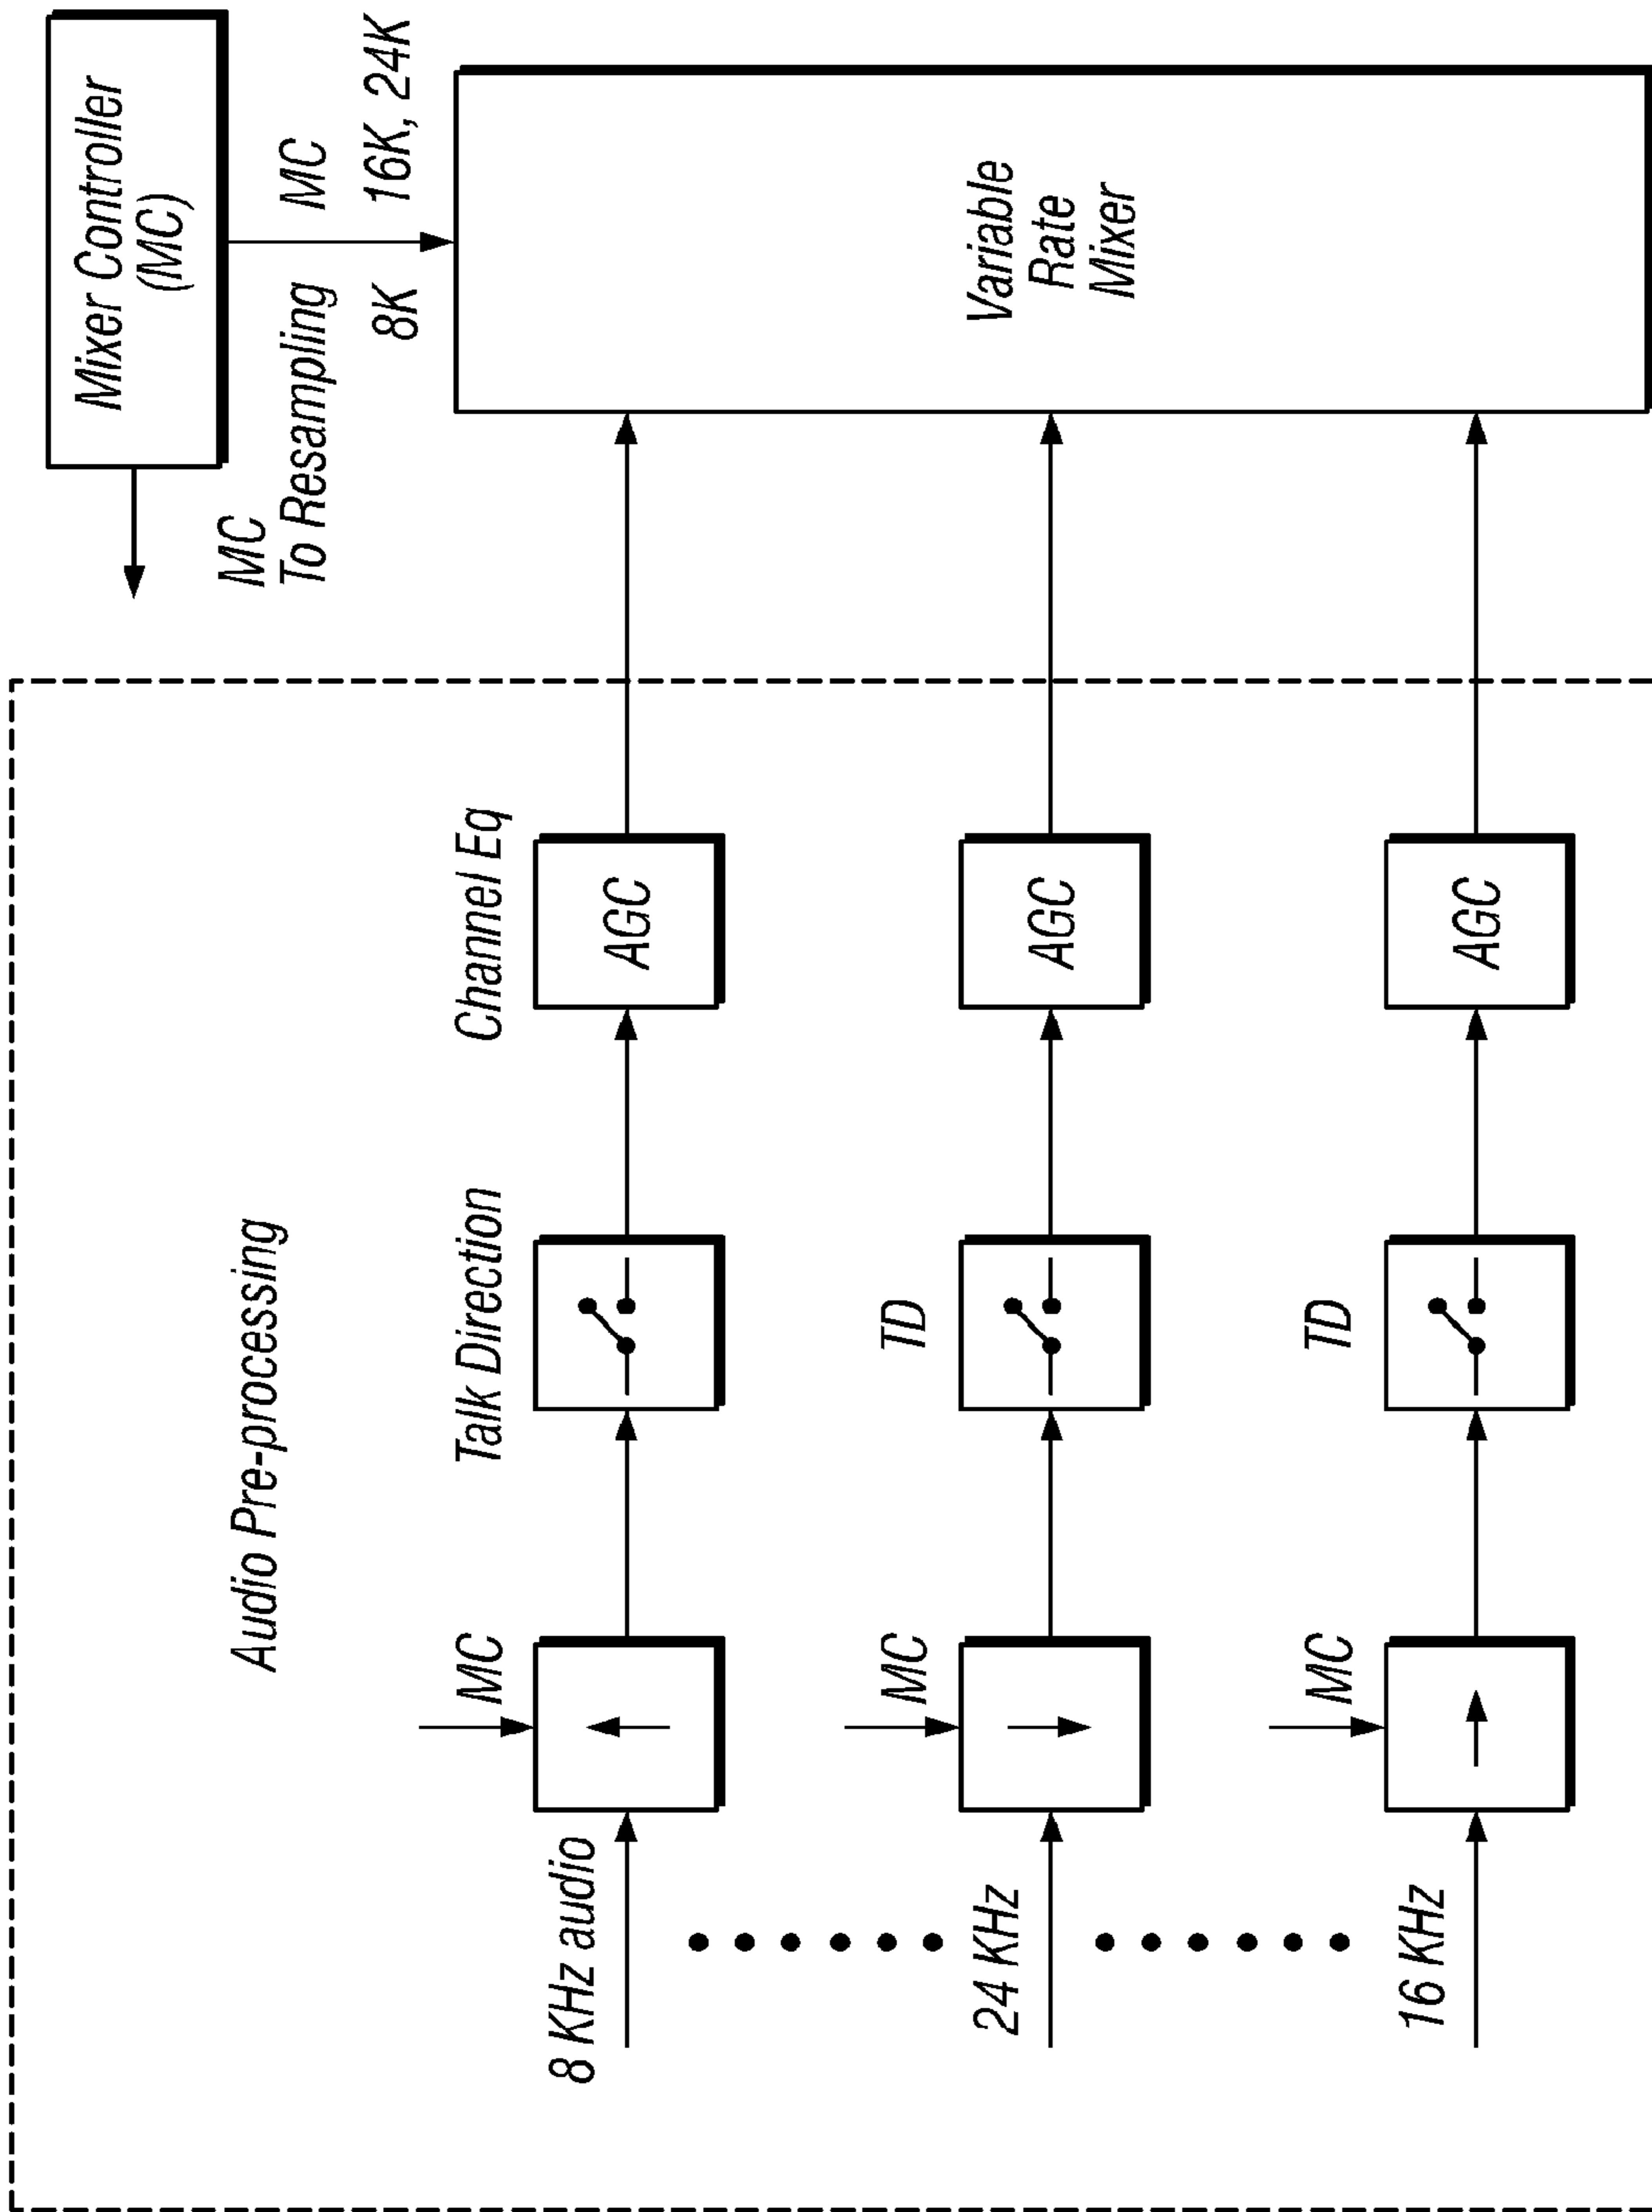 Mixer Controller
(MC)
MC
To Resampling
MC
8K
16K, 24K
Audio Pre-processing
MC
Talk Direction
Channel Eq
8 KHz audio
AGC
MC
TD
24 KHz
AGC
Variable
Rate
Mixer
MC
TD
16 KHz
AGC